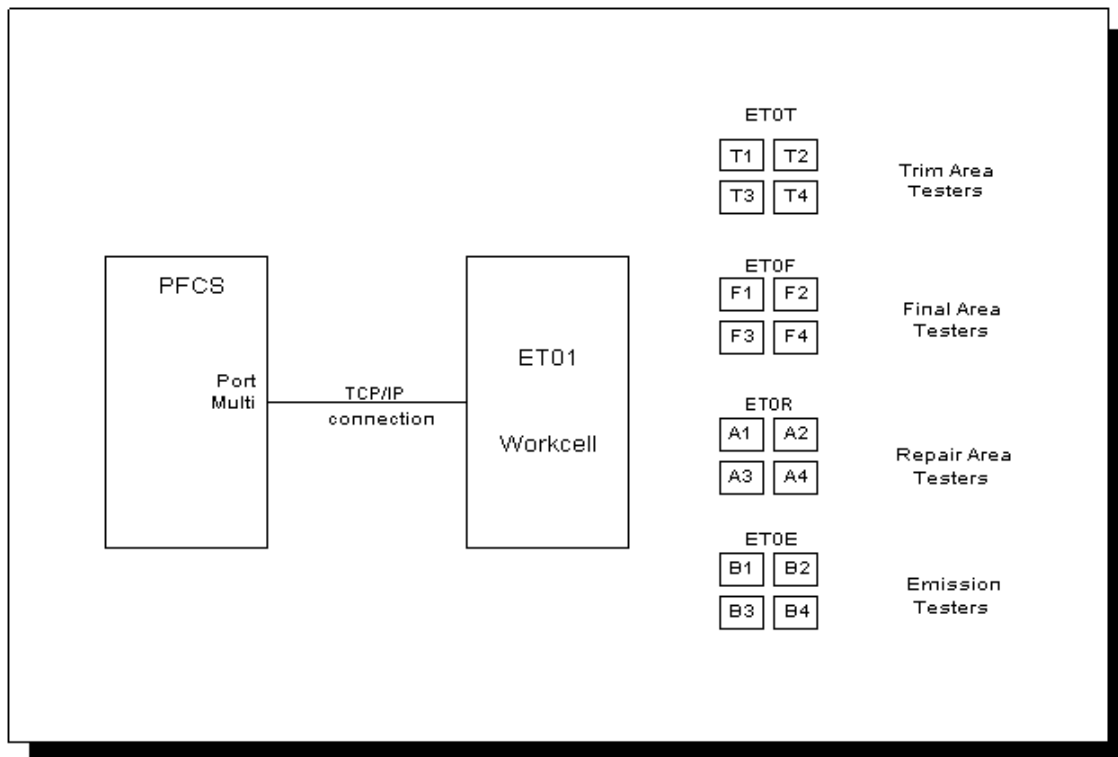 ET0T
T1 T2
T3 T4
Trim Area
Testers
PFCS
Port
Multi
TCP/IP
connection
ET01
Workcell
ET0F
F1 F2
F3 F4
Final Area
Testers
ET0R
A1 A2
A3 A4
Repair Area
Testers
ET0E
B1 B2
B3 B4
Emission
Testers